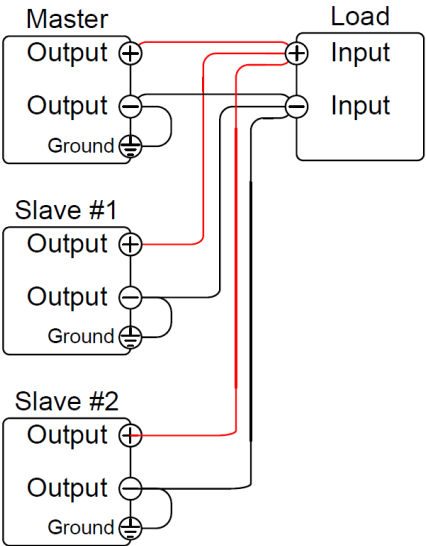 Master
Output +
Output −
Ground
Load
+ Input
− Input
Slave #1
Output +
Output −
Ground
Slave #2
Output +
Output −
Ground